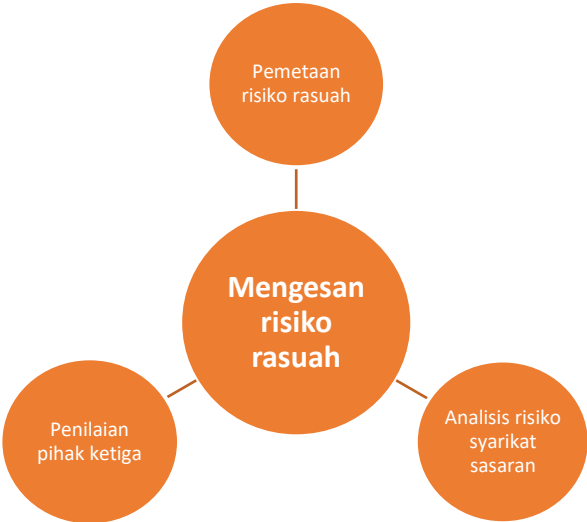 Pemetaan
risiko rasuah
Mengesan
risiko
rasuah
Penilaian
pihak ketiga
Analisis risiko
syarikat
sasaran